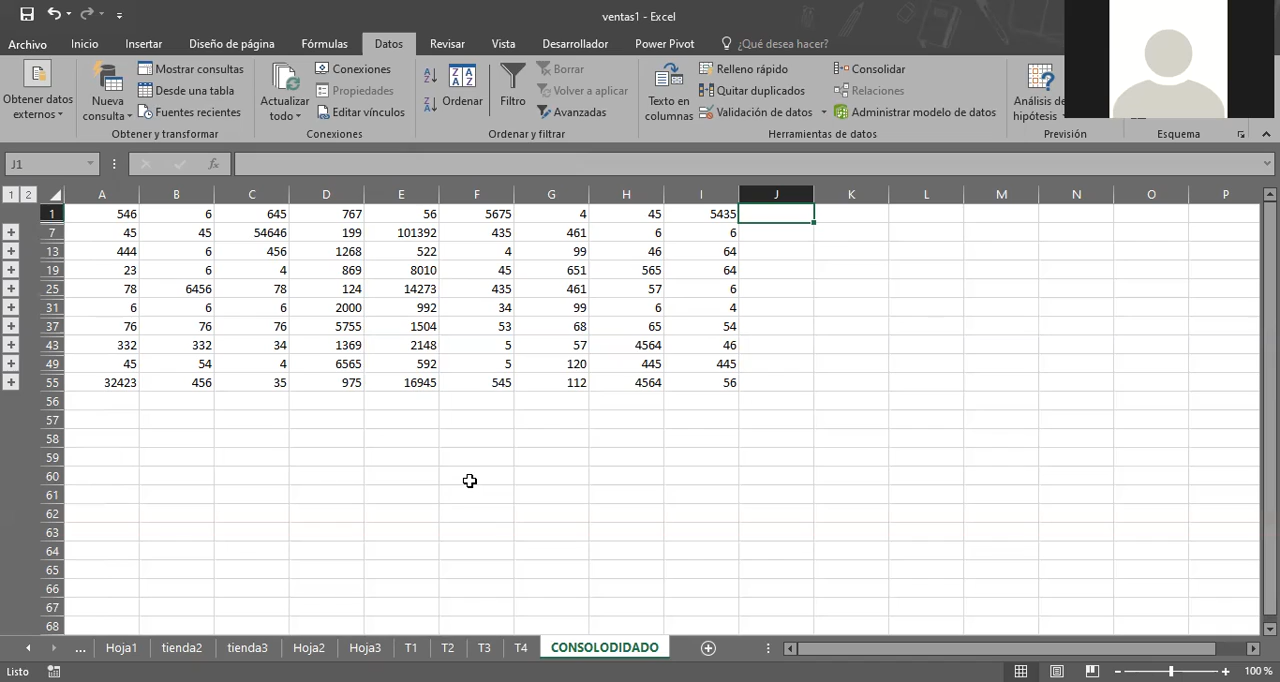 ventas1 - Excel
Archivo Inicio Insertar Diseño de página Fórmulas Datos Revisar Vista Desarrollador Power Pivot ¿Qué desea hacer?
Obtener datos externos
Nueva consulta
Mostrar consultas
Desde una tabla
Fuentes recientes
Obtener y transformar
Actualizar todo
Conexiones
Propiedades
Editar vínculos
Conexiones
Ordenar
Filtro
Borrar
Volver a aplicar
Avanzadas
Ordenar y filtrar
Texto en columnas
Relleno rápido
Quitar duplicados
Validación de datos
Consolidar
Relaciones
Administrar modelo de datos
Herramientas de datos
Análisis de hipótesis
Previsión
Esquema
J1 fx
1 2 A B C D E F G H I J K L M N O P
1 546 6 645 767 56 5675 4 45 5435
7 45 45 54646 199 101392 435 461 6 6
13 444 6 456 1268 522 4 99 46 64
19 23 6 4 869 8010 45 651 565 64
25 78 6456 78 124 14273 435 461 57 6
31 6 6 6 2000 992 34 99 6 4
37 76 76 76 5755 1504 53 68 65 54
43 332 332 34 1369 2148 5 57 4564 46
49 45 54 4 6565 592 5 120 445 445
55 32423 456 35 975 16945 545 112 4564 56
56
57
58
59
60
61
62
63
64
65
66
67
68
... Hoja1 tienda2 tienda3 Hoja2 Hoja3 T1 T2 T3 T4 CONSOLODIDADO
Listo 100 %